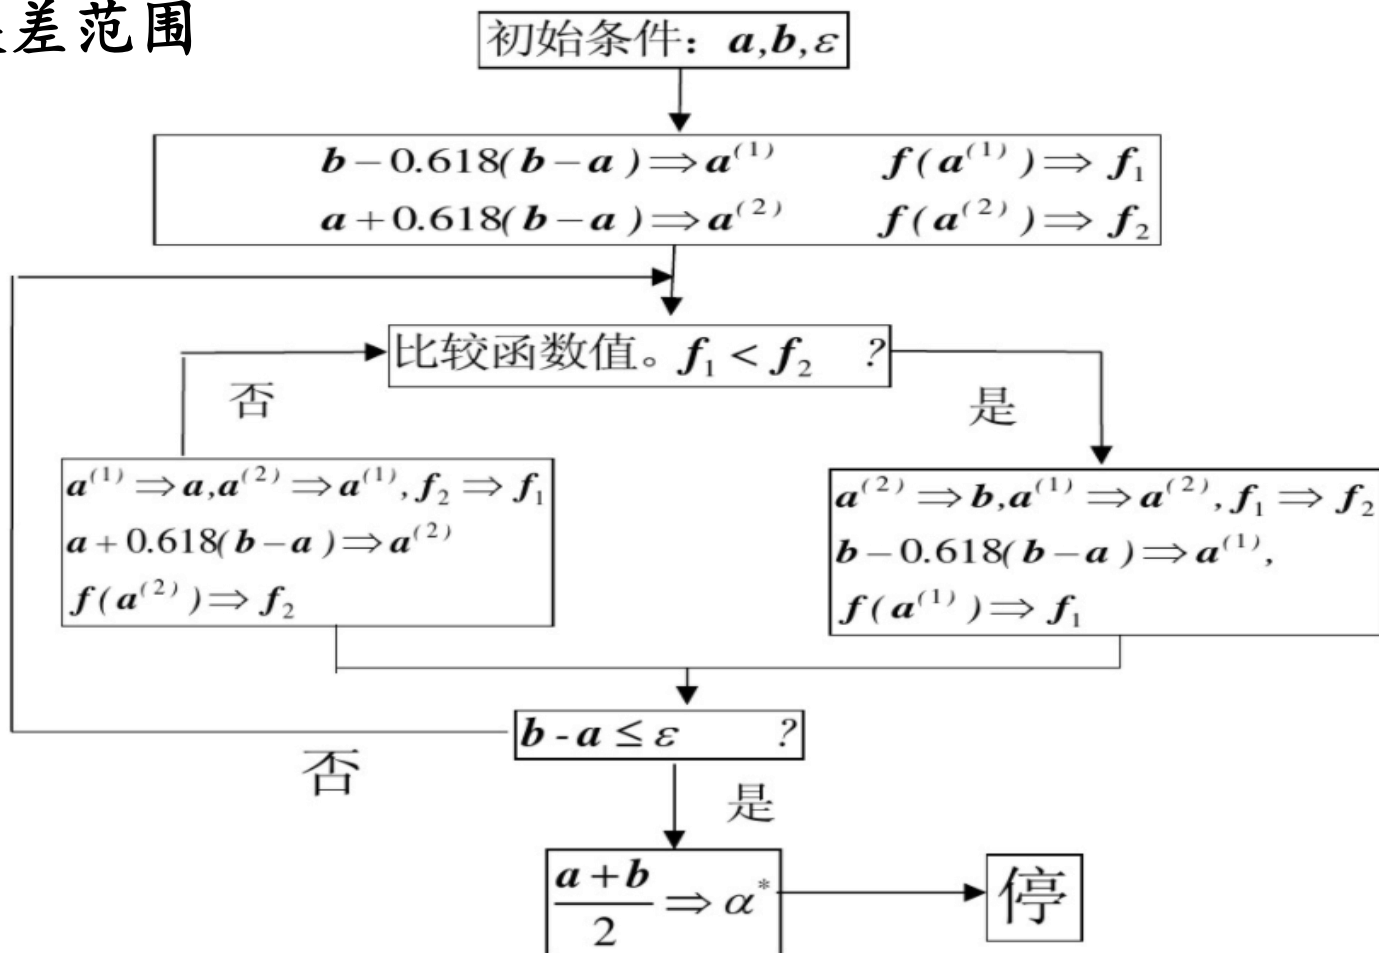 差范围
初始条件：a,b,ε
b－0.618(b－a)⇒a⁽¹⁾ f(a⁽¹⁾)⇒f₁
a＋0.618(b－a)⇒a⁽²⁾ f(a⁽²⁾)⇒f₂
比较函数值。f₁<f₂ ?
否
是
a⁽¹⁾⇒a,a⁽²⁾⇒a⁽¹⁾,f₂⇒f₁
a+0.618(b－a)⇒a⁽²⁾
f(a⁽²⁾)⇒f₂
a⁽²⁾⇒b,a⁽¹⁾⇒a⁽²⁾,f₁⇒f₂
b－0.618(b－a)⇒a⁽¹⁾,
f(a⁽¹⁾)⇒f₁
b-a≤ε ?
否
是
(a+b)/2⇒α*
停